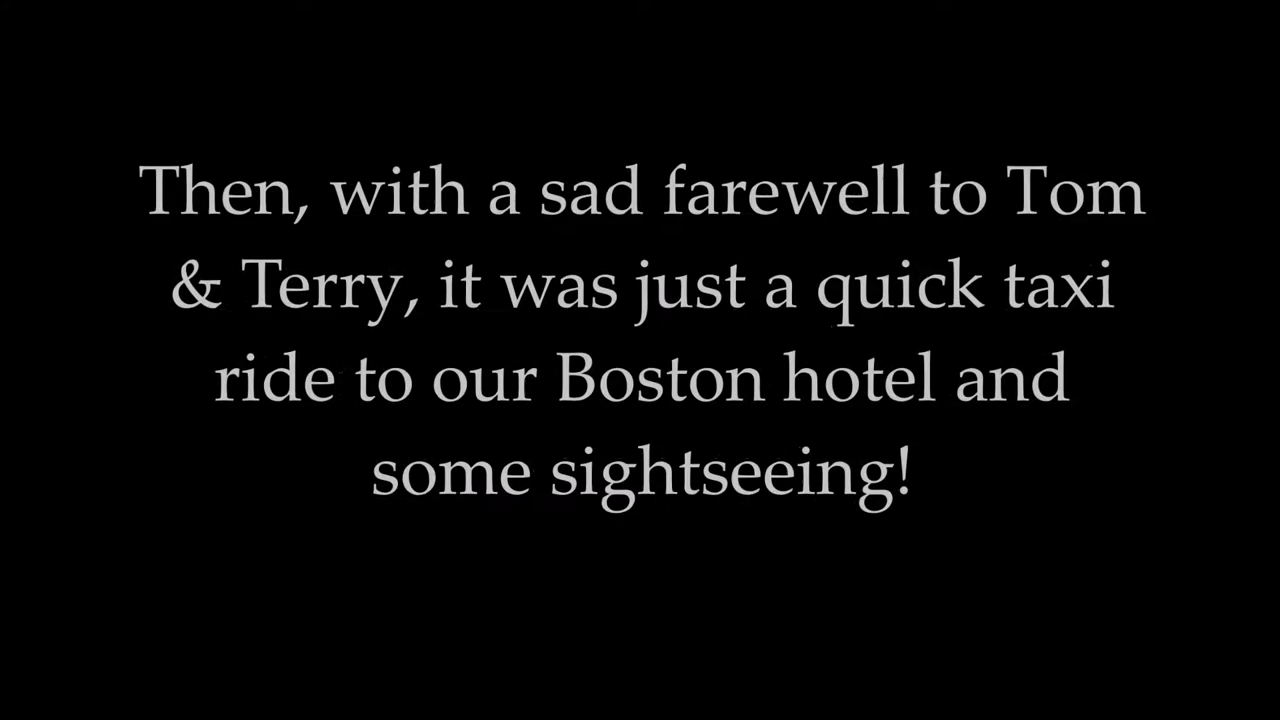 Then, with a sad farewell to Tom
& Terry, it was just a quick taxi
ride to our Boston hotel and
some sightseeing!